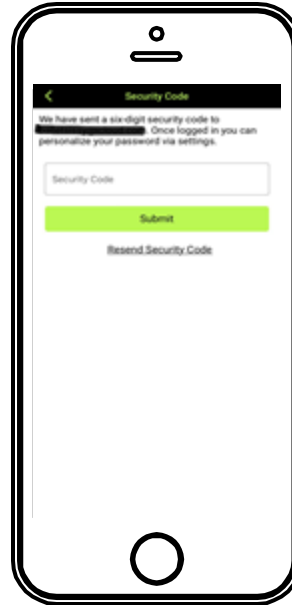 Security Code
We have sent a six-digit security code to
. Once logged in you can
personalize your password via settings.
Security Code
Submit
Resend Security Code